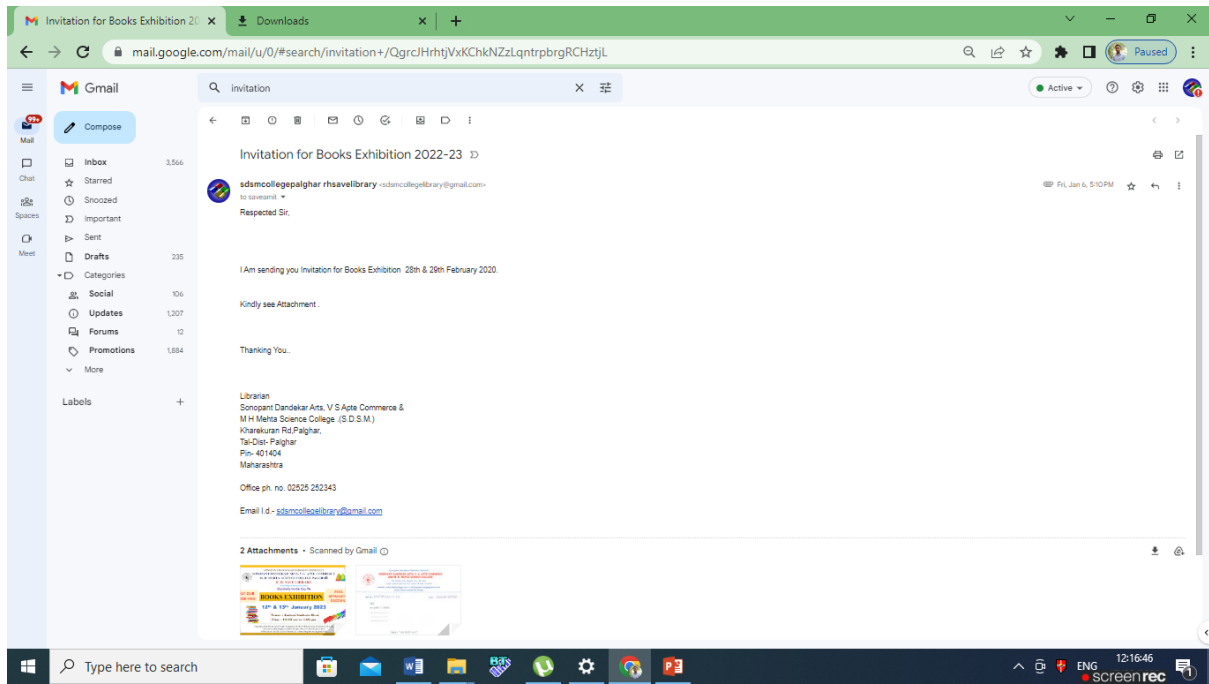 Invitation for Books Exhibition 20
Downloads
mail.google.com/mail/u/0/#search/invitation+/QgrcJHrhtjVxKChkNZzLqntrpbrgRCHztjL
Paused
Gmail
invitation
Active
99+
Mail
Compose
Chat
Spaces
Meet
Inbox 3,566
Starred
Snoozed
Important
Sent
Drafts 235
Categories
Social 106
Updates 1,207
Forums 12
Promotions 1,884
More
Labels +
Invitation for Books Exhibition 2022-23
sdsmcollegepalghar rhsavelibrary <sdsmcollegelibrary@gmail.com>
Fri, Jan 6, 5:10 PM
to saveamit
Respected Sir,
I Am sending you Invitation for Books Exhibition 28th & 29th February 2020.
Kindly see Attachment .
Thanking You..
Librarian
Sonopant Dandekar Arts, V S Apte Commerce &
M H Mehta Science College .(S.D.S.M.)
Kharekuran Rd,Palghar,
Tal-Dist- Palghar
Pin- 401404
Maharashtra
Office ph. no. 02525 252343
Email I.d.- sdsmcollegelibrary@gmail.com
2 Attachments • Scanned by Gmail
BOOKS EXHIBITION
12th & 13th January 2023
Type here to search
ENG
12:16:46
screenrec